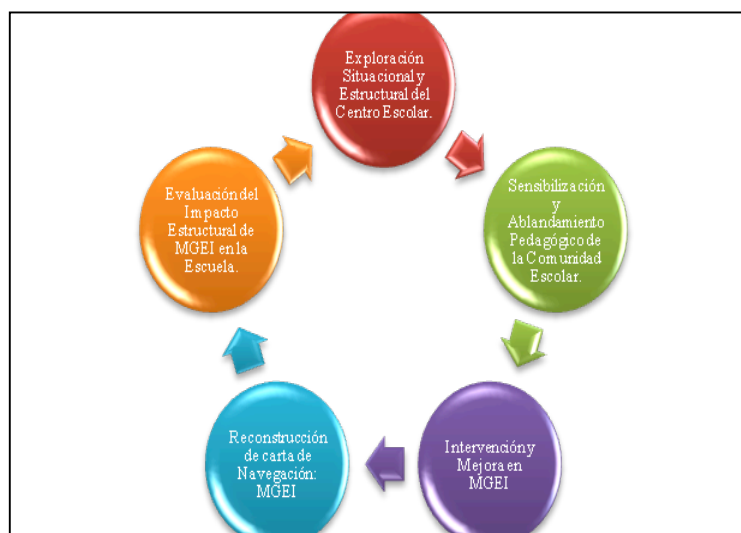 Exploración
Situacional y
Estructural del
Centro Escolar.
Sensibilización
y
Ablandamiento
Pedagógico de
la Comunidad
Escolar.
Intervención y
Mejora en
MGEI
Reconstrucción
de carta de
Navegación:
MGEI
Evaluación del
Impacto
Estructural de
MGEI en la
Escuela.